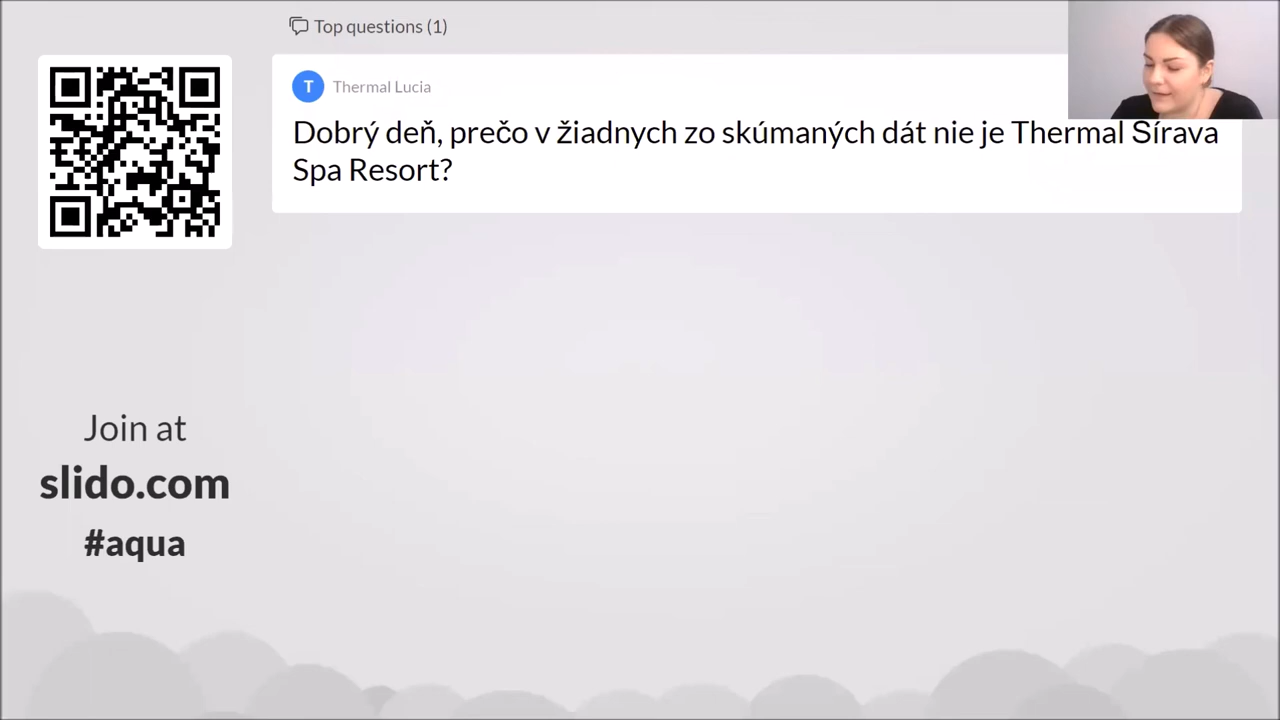 Top questions (1)
T Thermal Lucia
Dobrý deň, prečo v žiadnych zo skúmaných dát nie je Thermal Šírava
Spa Resort?
Join at
slido.com
#aqua